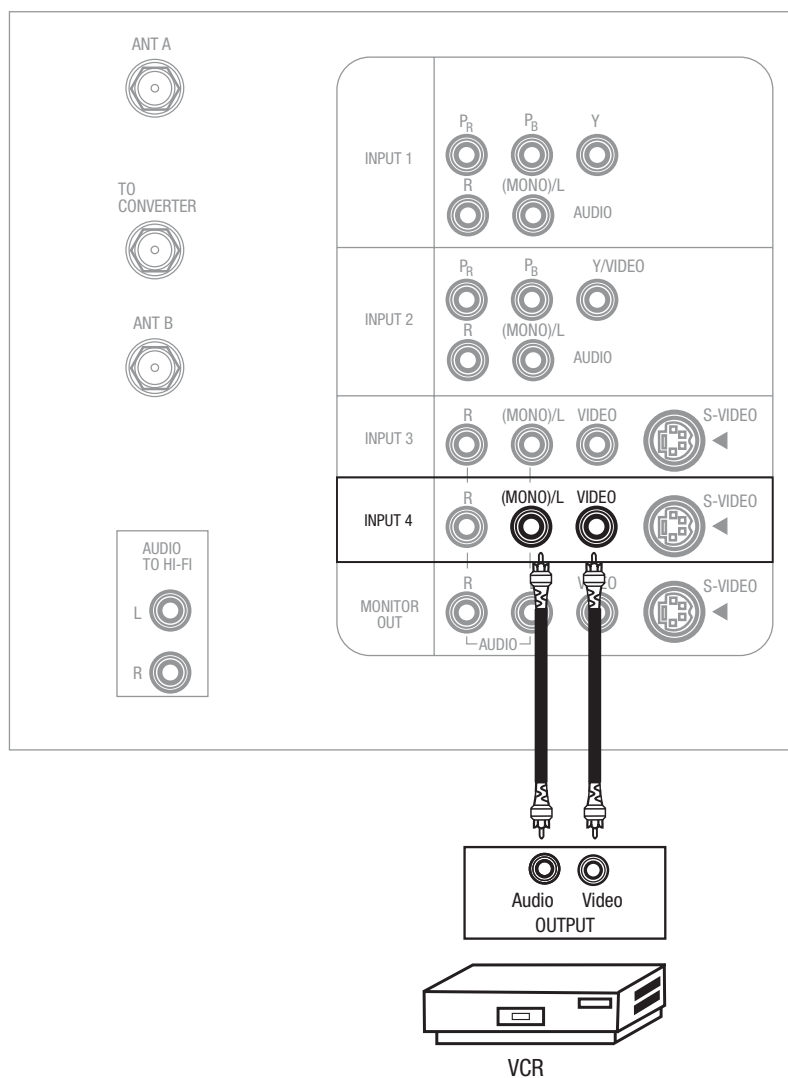 ANT A
TO
CONVERTER
ANT B
AUDIO
TO HI-FI
L
R
INPUT 1
PR PB Y
R (MONO)/L AUDIO
INPUT 2
PR PB Y/VIDEO
R (MONO)/L AUDIO
INPUT 3
R (MONO)/L VIDEO S-VIDEO
INPUT 4
R (MONO)/L VIDEO S-VIDEO
MONITOR
OUT
R S-VIDEO
AUDIO
Audio Video
OUTPUT
VCR